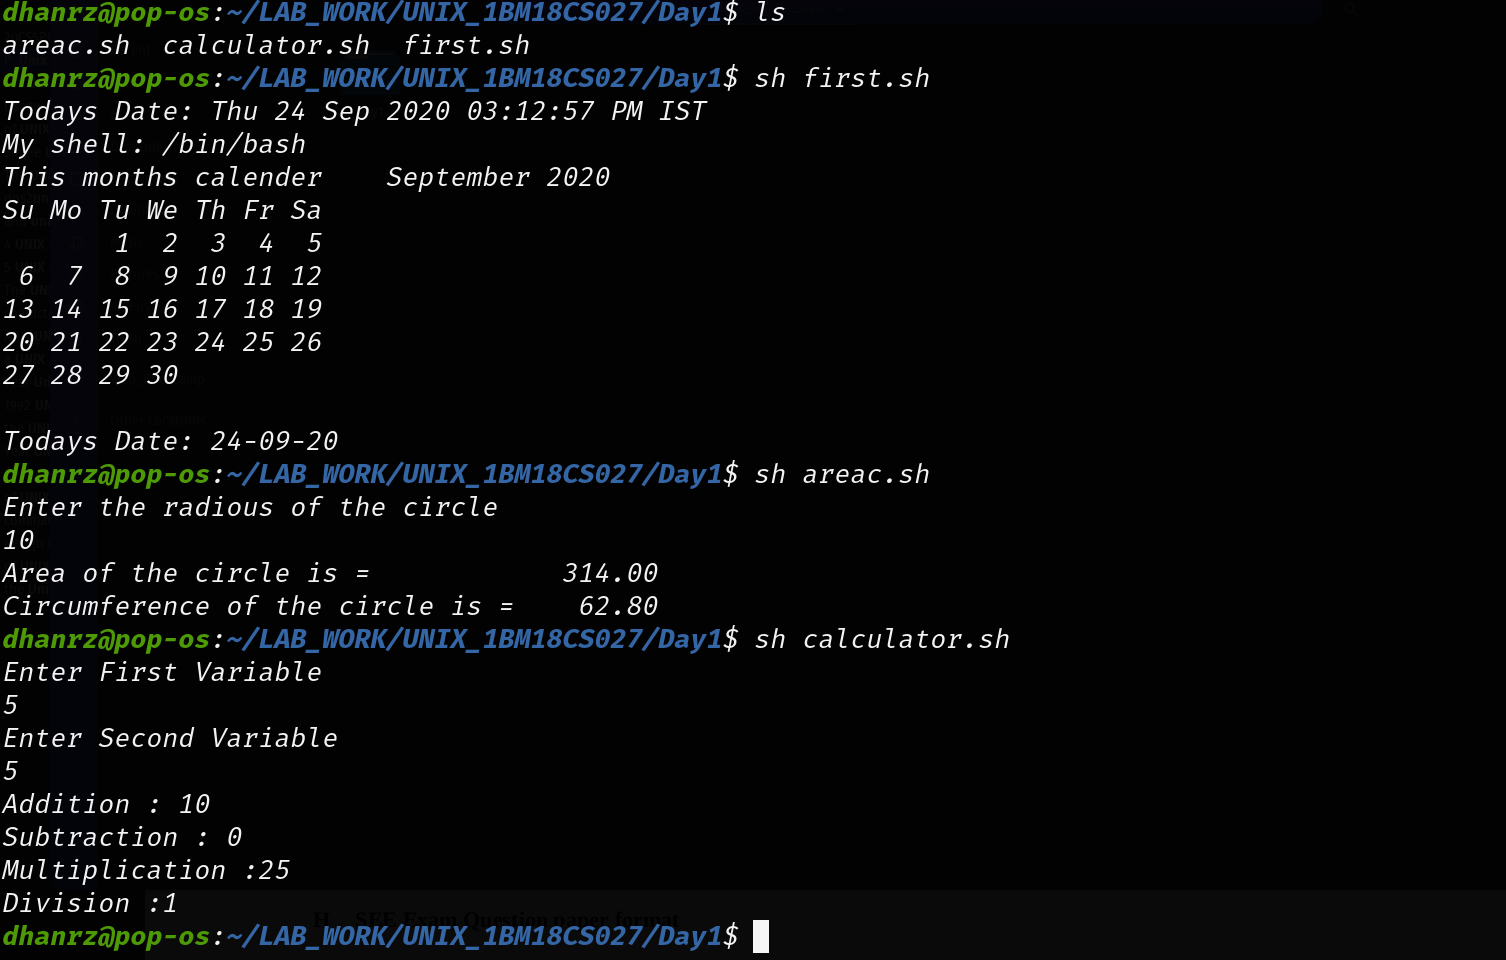 dhanrz@pop-os:~/LAB_WORK/UNIX_1BM18CS027/Day1$ ls
areac.sh  calculator.sh  first.sh
dhanrz@pop-os:~/LAB_WORK/UNIX_1BM18CS027/Day1$ sh first.sh
Todays Date: Thu 24 Sep 2020 03:12:57 PM IST
My shell: /bin/bash
This months calender    September 2020
Su Mo Tu We Th Fr Sa
       1  2  3  4  5
 6  7  8  9 10 11 12
13 14 15 16 17 18 19
20 21 22 23 24 25 26
27 28 29 30
Todays Date: 24-09-20
dhanrz@pop-os:~/LAB_WORK/UNIX_1BM18CS027/Day1$ sh areac.sh
Enter the radious of the circle
10
Area of the circle is =            314.00
Circumference of the circle is =    62.80
dhanrz@pop-os:~/LAB_WORK/UNIX_1BM18CS027/Day1$ sh calculator.sh
Enter First Variable
5
Enter Second Variable
5
Addition : 10
Subtraction : 0
Multiplication :25
Division :1
H. SEE Exam Question paper format
dhanrz@pop-os:~/LAB_WORK/UNIX_1BM18CS027/Day1$